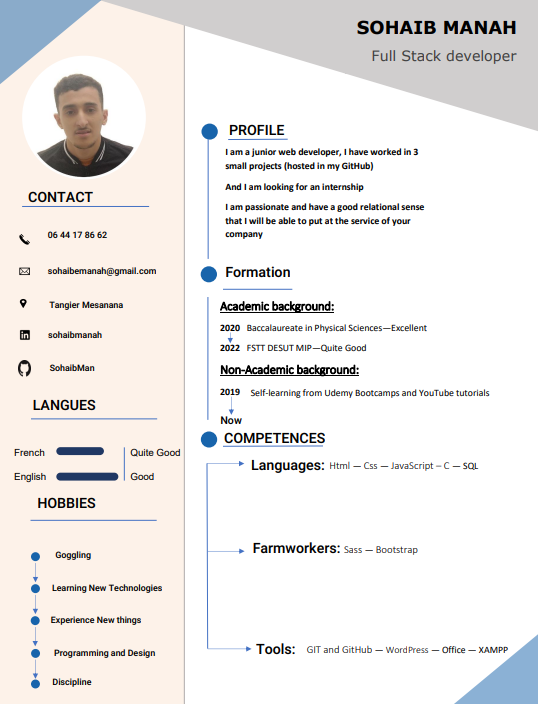 SOHAIB MANAH
Full Stack developer
CONTACT
06 44 17 86 62
sohaibemanah@gmail.com
Tangier Mesanana
sohaibmanah
SohaibMan
LANGUES
French Quite Good
English Good
HOBBIES
Goggling
Learning New Technologies
Experience New things
Programming and Design
Discipline
PROFILE
I am a junior web developer, I have worked in 3
small projects (hosted in my GitHub)
And I am looking for an internship
I am passionate and have a good relational sense
that I will be able to put at the service of your
company
Formation
Academic background:
2020 Baccalaureate in Physical Sciences—Excellent
2022 FSTT DESUT MIP—Quite Good
Non-Academic background:
2019 Self-learning from Udemy Bootcamps and YouTube tutorials
Now
COMPETENCES
Languages: Html — Css — JavaScript – C — SQL
Farmworkers: Sass — Bootstrap
Tools: GIT and GitHub — WordPress — Office — XAMPP